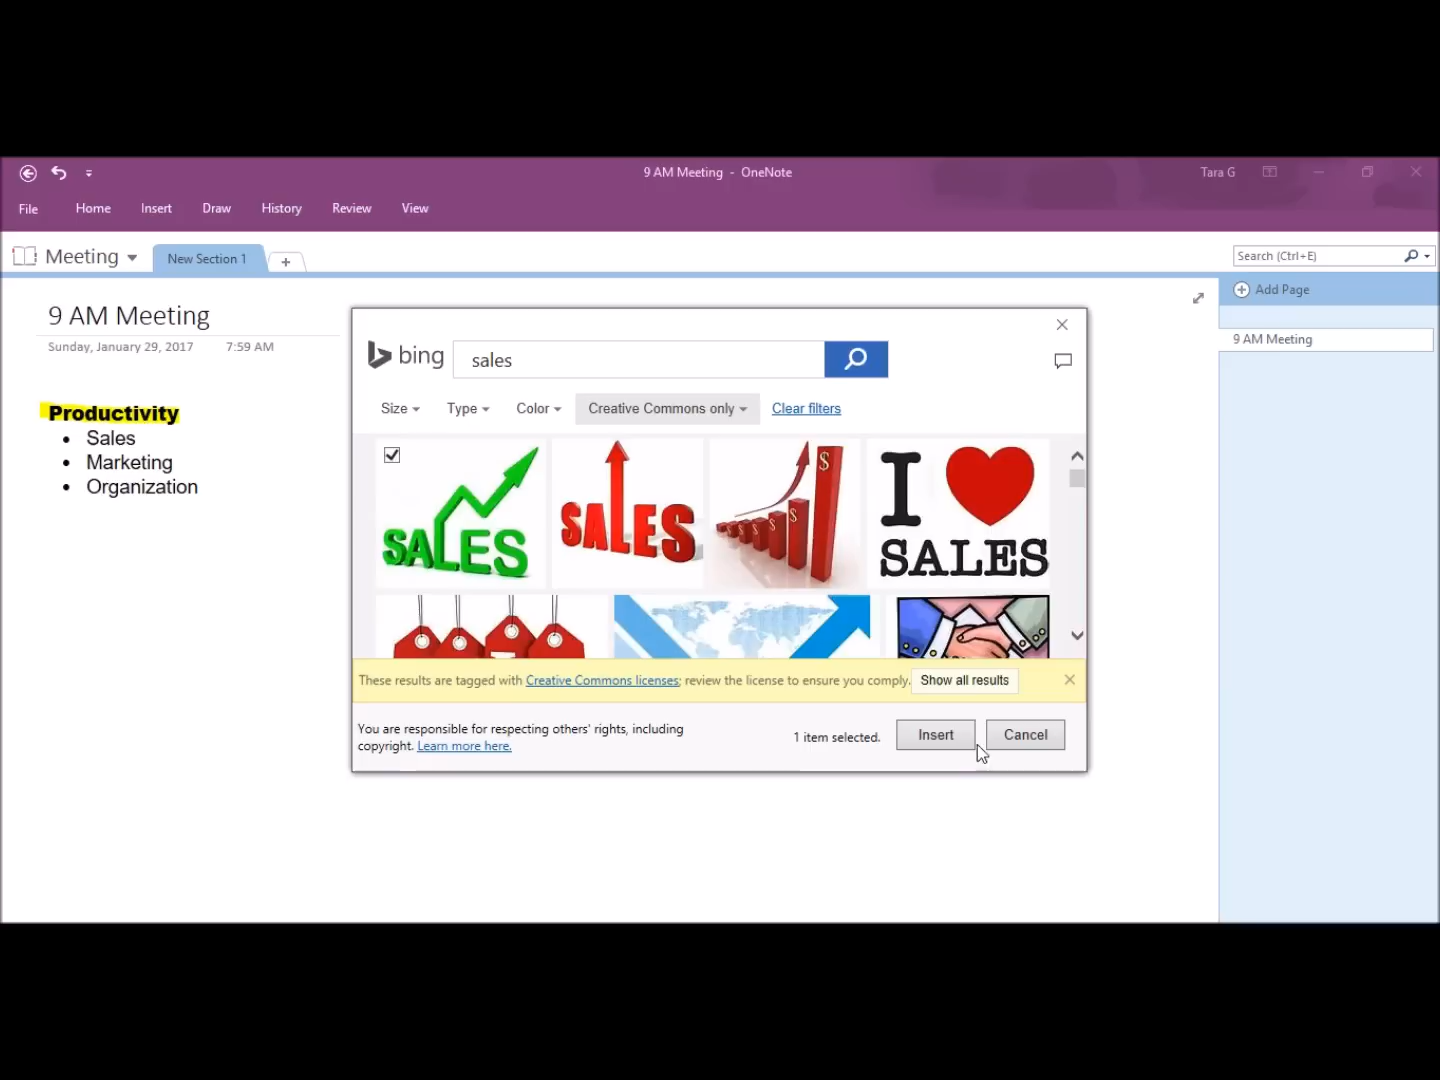 9 AM Meeting - OneNote
Tara G
File Home Insert Draw History Review View
Meeting
New Section 1
Search (Ctrl+E)
Add Page
9 AM Meeting
9 AM Meeting
Sunday, January 29, 2017 7:59 AM
Productivity
Sales
Marketing
Organization
bing
sales
Size Type Color Creative Commons only Clear filters
SALES
SALES
$ $ $ $
I SALES
These results are tagged with Creative Commons licenses; review the license to ensure you comply.
Show all results
You are responsible for respecting others' rights, including
copyright. Learn more here.
1 item selected.
Insert
Cancel